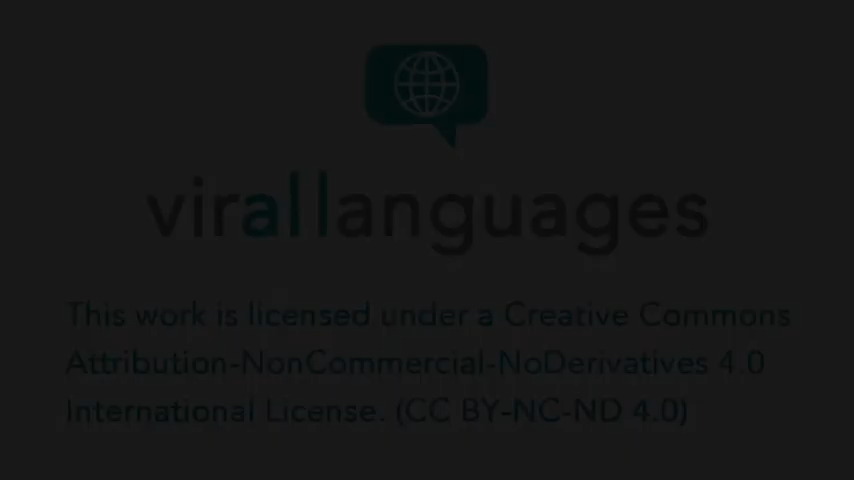 virallanguages
This work is licensed under a Creative Commons
Attribution-NonCommercial-NoDerivatives 4.0
International License. (CC BY-NC-ND 4.0)